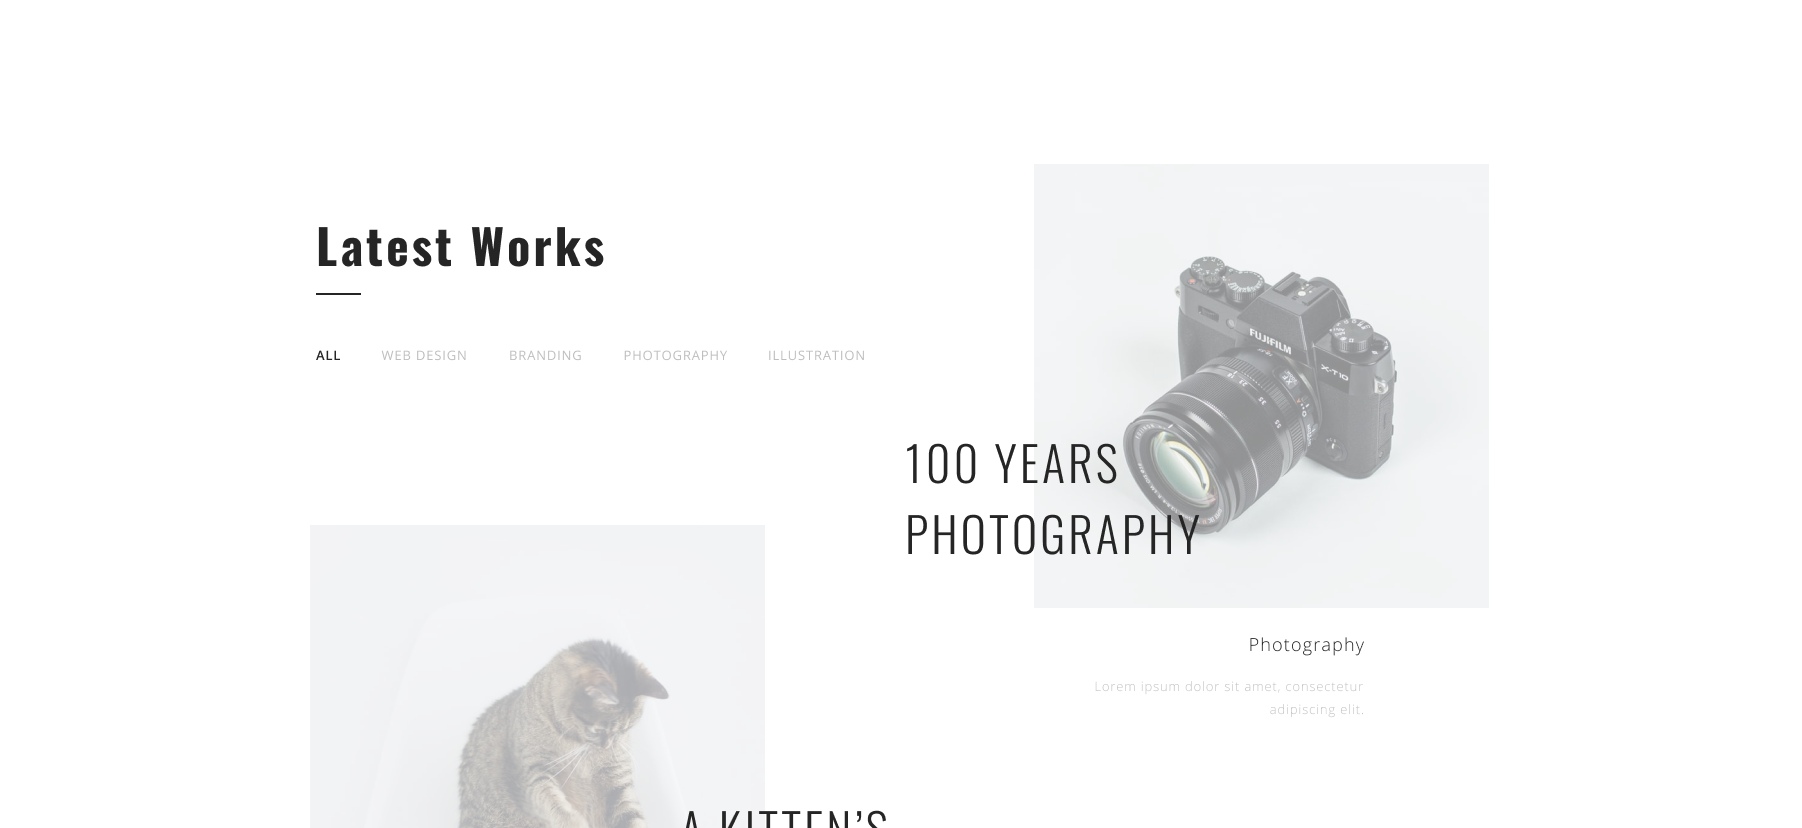 Latest Works
ALL WEB DESIGN BRANDING PHOTOGRAPHY ILLUSTRATION
FUJIFILM
X-T10
100 YEARS
PHOTOGRAPHY
Photography
Lorem ipsum dolor sit amet, consectetur
adipiscing elit.
A KITTEN’S